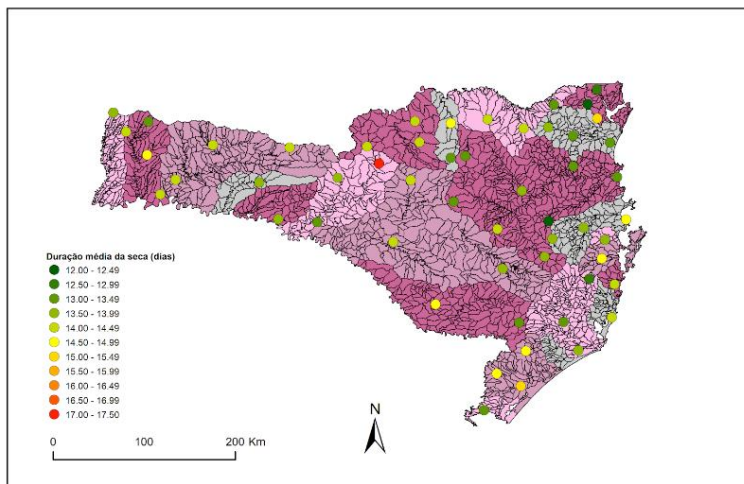 Duração média da seca (dias)
12.00 - 12.49
12.50 - 12.99
13.00 - 13.49
13.50 - 13.99
14.00 - 14.49
14.50 - 14.99
15.00 - 15.49
15.50 - 15.99
16.00 - 16.49
16.50 - 16.99
17.00 - 17.50
0 100 200 Km
N